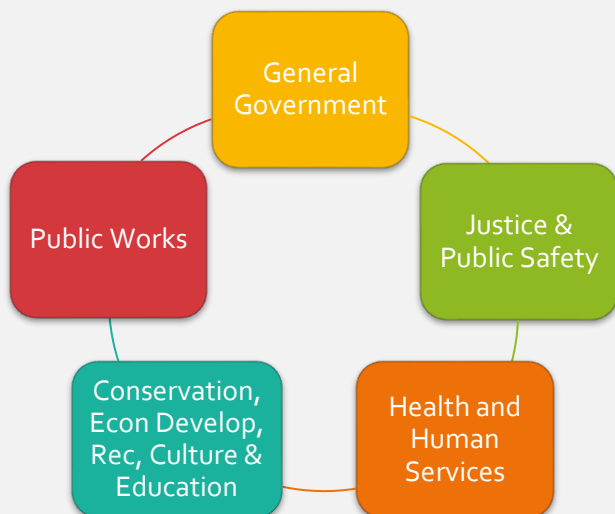 General
Government
Justice &
Public Safety
Health and
Human
Services
Conservation,
Econ Develop,
Rec, Culture &
Education
Public Works